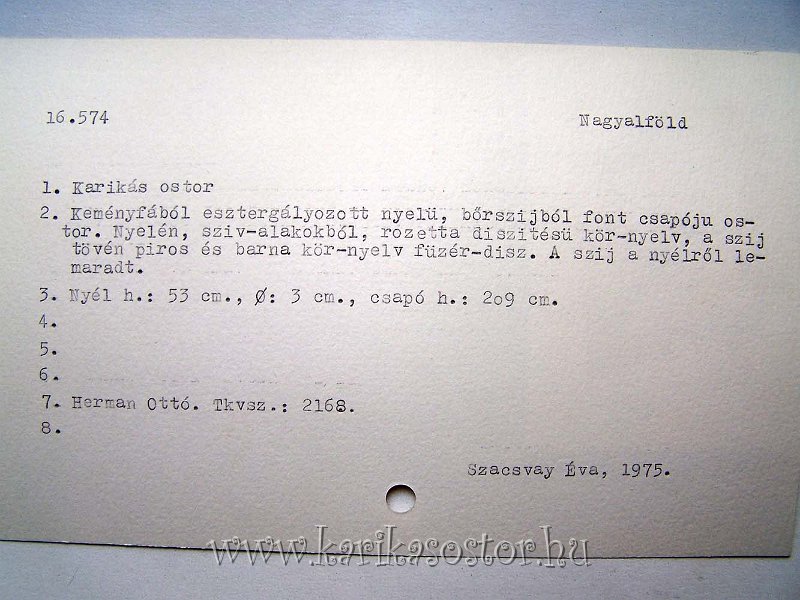 16.574
Nagyalföld
1. Karikás ostor
2. Keményfából esztergályozott nyelü, bőrszijból font csapóju os-
tor. Nyelén, sziv-alakokból, rozetta diszitésü kör-nyelv, a szij
tövén piros és barna kör-nyelv füzér-disz. A szij a nyélről le-
maradt.
3. Nyél h.: 53 cm., Ø: 3 cm., csapó h.: 2o9 cm.
4.
5.
6.
7. Herman Ottó. Tkvsz.: 2168.
8.
Szacsvay Éva, 1975.
www.karikasostor.hu